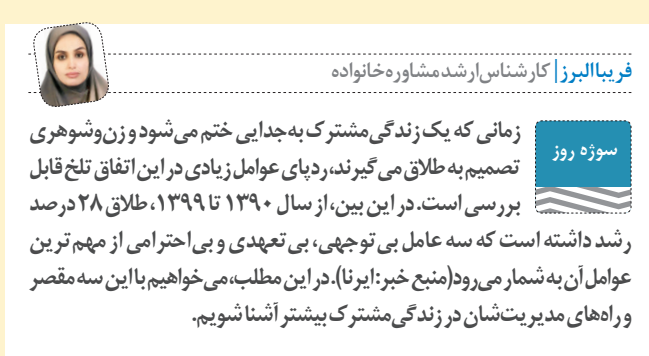 فریبا البرز | کارشناس ارشد مشاوره خانواده
سوژه روز
زمانی که یک زندگی مشترک به جدایی ختم می‌شود و زن‌وشوهری
تصمیم به طلاق می‌گیرند، ردپای عوامل زیادی در این اتفاق تلخ قابل
بررسی است. در این بین، از سال ۱۳۹۰ تا ۱۳۹۹، طلاق ۲۸ درصد
رشد داشته است که سه عامل بی‌توجهی، بی‌تعهدی و بی‌احترامی از مهم‌ترین
عوامل آن به شمار می‌رود(منبع خبر: ایرنا). در این مطلب، می‌خواهیم با این سه مقصر
و راه‌های مدیریت‌شان در زندگی مشترک بیشتر آشنا شویم.